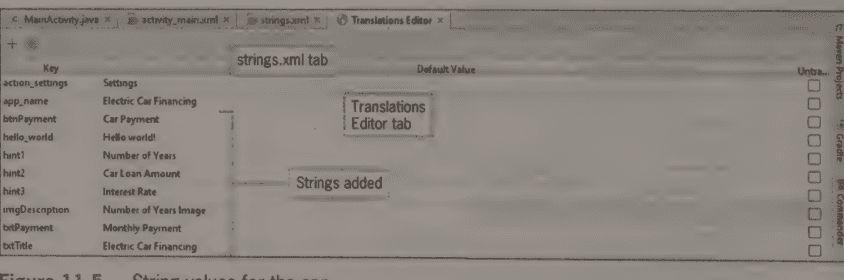 MainActivity.java × activity_main.xml × strings.xml × Translations Editor ×
+
strings.xml tab
Key Default Value Untra...
action_settings Settings
app_name Electric Car Financing
btnPayment Car Payment
hello_world Hello world!
hint1 Number of Years
hint2 Car Loan Amount
hint3 Interest Rate
imgDescription Number of Years Image
txtPayment Monthly Payment
txtTitle Electric Car Financing
Translations
Editor tab
Strings added
Maven Projects
Gradle
Commander
Figure 11-5 String values for the app